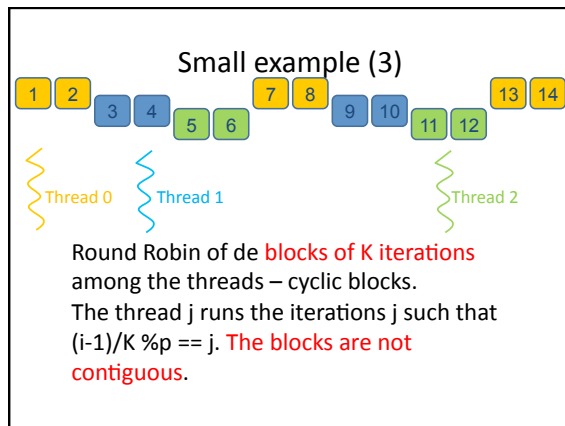 Small example (3)
1 2 3 4 5 6 7 8 9 10 11 12 13 14
Thread 0 Thread 1 Thread 2
Round Robin of de blocks of K iterations
among the threads – cyclic blocks.
The thread j runs the iterations j such that
(i-1)/K %p == j. The blocks are not
contiguous.